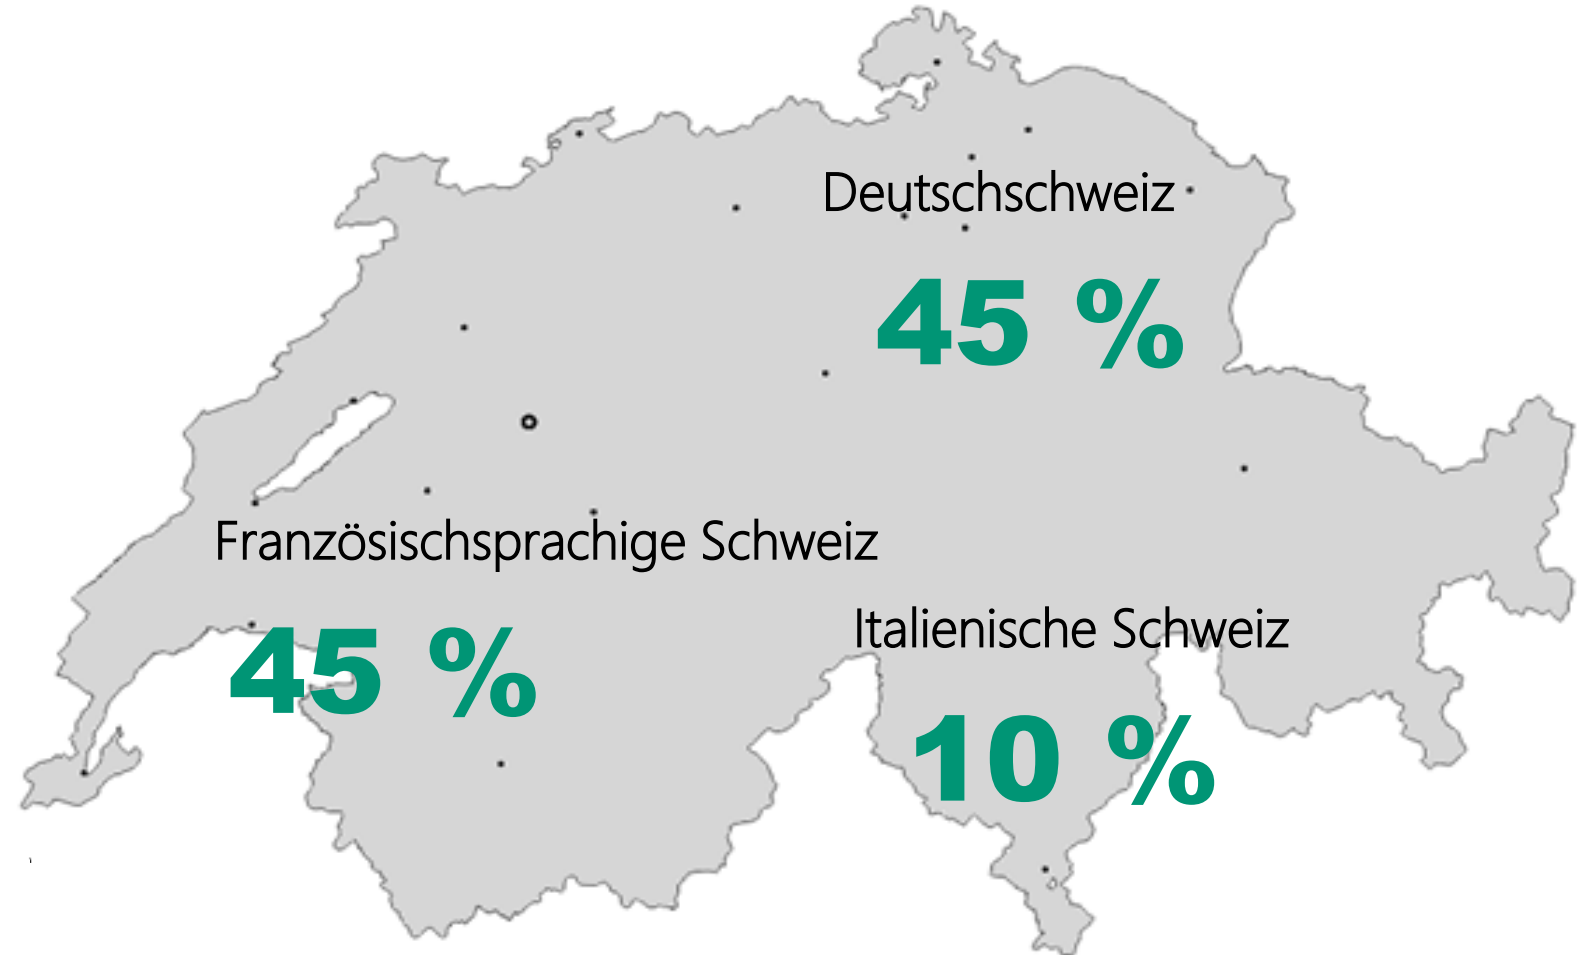 Deutschschweiz
45 %
Französischsprachige Schweiz
45 %
Italienische Schweiz
10 %